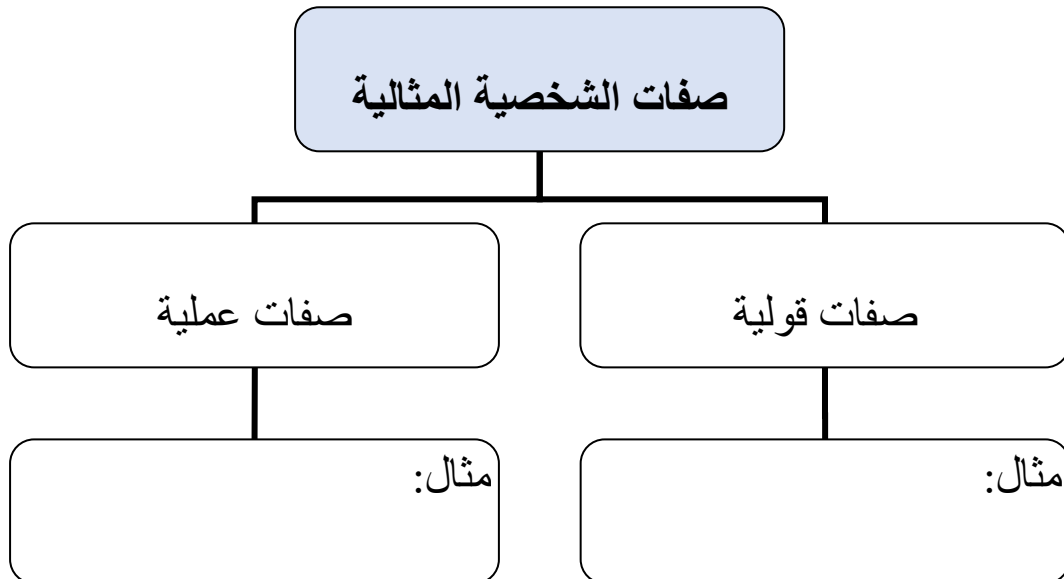 صفات الشخصية المثالية
صفات قولية
صفات عملية
مثال:
مثال: